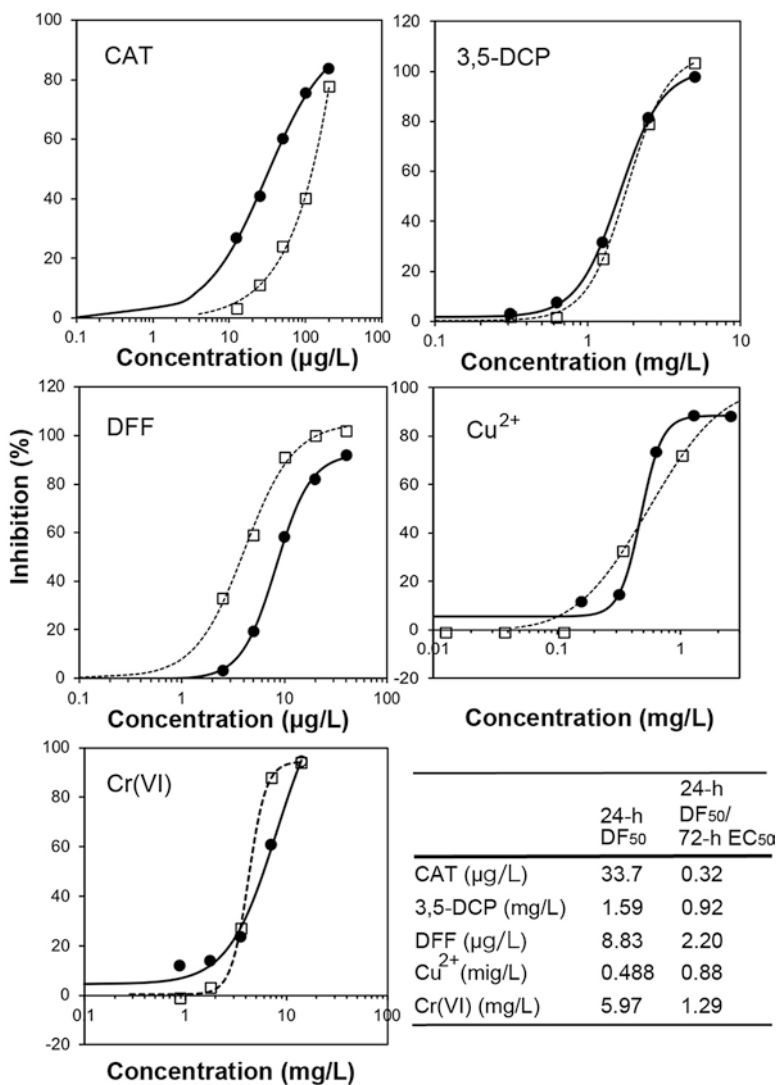 CAT
100
80
60
40
20
0
0.1 1 10 100 1000
Concentration (µg/L)
3,5-DCP
120
100
80
60
40
20
0
0.1 1 10
Concentration (mg/L)
Inhibition (%)
DFF
120
100
80
60
40
20
0
0.1 1 10 100
Concentration (µg/L)
Cu2+
100
80
60
40
20
0
-20
0.01 0.1 1
Concentration (mg/L)
Cr(VI)
100
80
60
40
20
0
0.1 1 10 100
Concentration (mg/L)
24-h DF50 24-h DF50/ 72-h EC50
CAT (µg/L) 33.7 0.32
3,5-DCP (mg/L) 1.59 0.92
DFF (µg/L) 8.83 2.20
Cu2+ (mig/L) 0.488 0.88
Cr(VI) (mg/L) 5.97 1.29